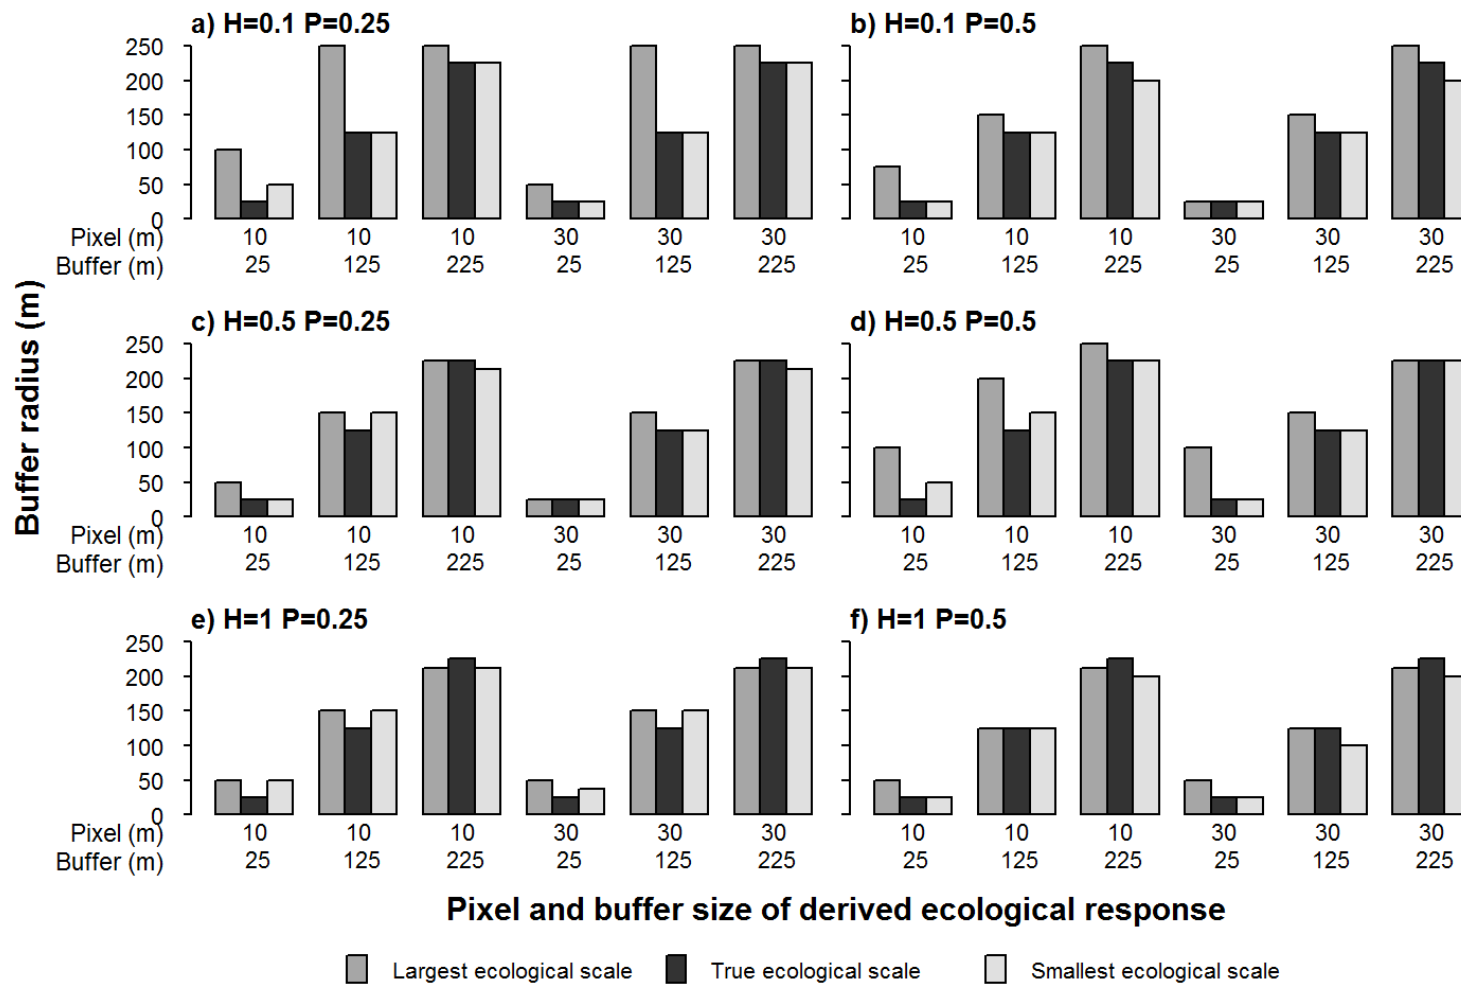 a) H=0.1 P=0.25
b) H=0.1 P=0.5
250
200
150
100
50
0
Pixel (m) 10 10 10 30 30 30 10 10 10 30 30 30
Buffer (m) 25 125 225 25 125 225 25 125 225 25 125 225
c) H=0.5 P=0.25
d) H=0.5 P=0.5
250
200
150
100
50
0
Pixel (m) 10 10 10 30 30 30 10 10 10 30 30 30
Buffer (m) 25 125 225 25 125 225 25 125 225 25 125 225
e) H=1 P=0.25
f) H=1 P=0.5
250
200
150
100
50
0
Pixel (m) 10 10 10 30 30 30 10 10 10 30 30 30
Buffer (m) 25 125 225 25 125 225 25 125 225 25 125 225
Buffer radius (m)
Pixel and buffer size of derived ecological response
Largest ecological scale True ecological scale Smallest ecological scale